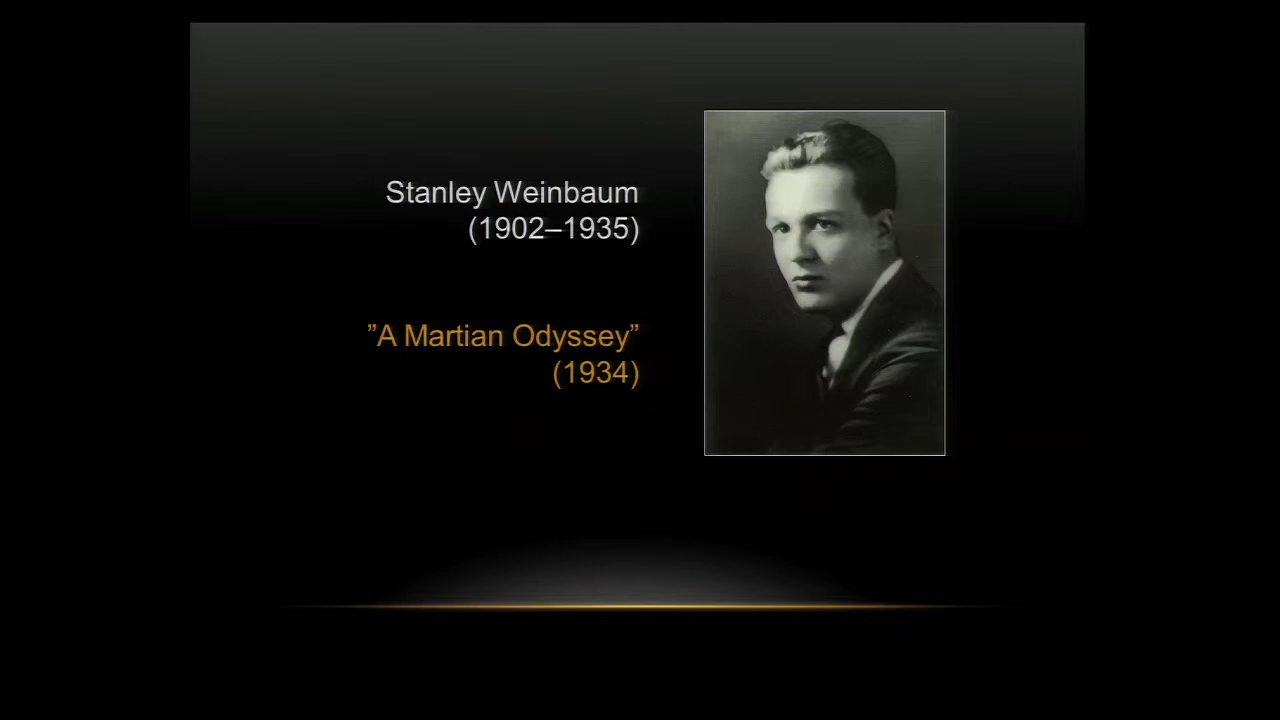 Stanley Weinbaum
(1902–1935)
”A Martian Odyssey”
(1934)